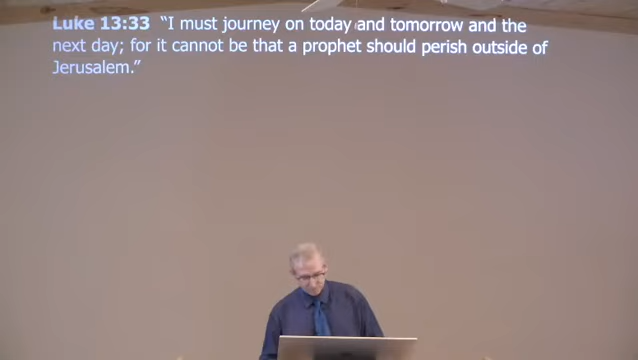 Luke 13:33 "I must journey on today and tomorrow and the
next day; for it cannot be that a prophet should perish outside of
Jerusalem."